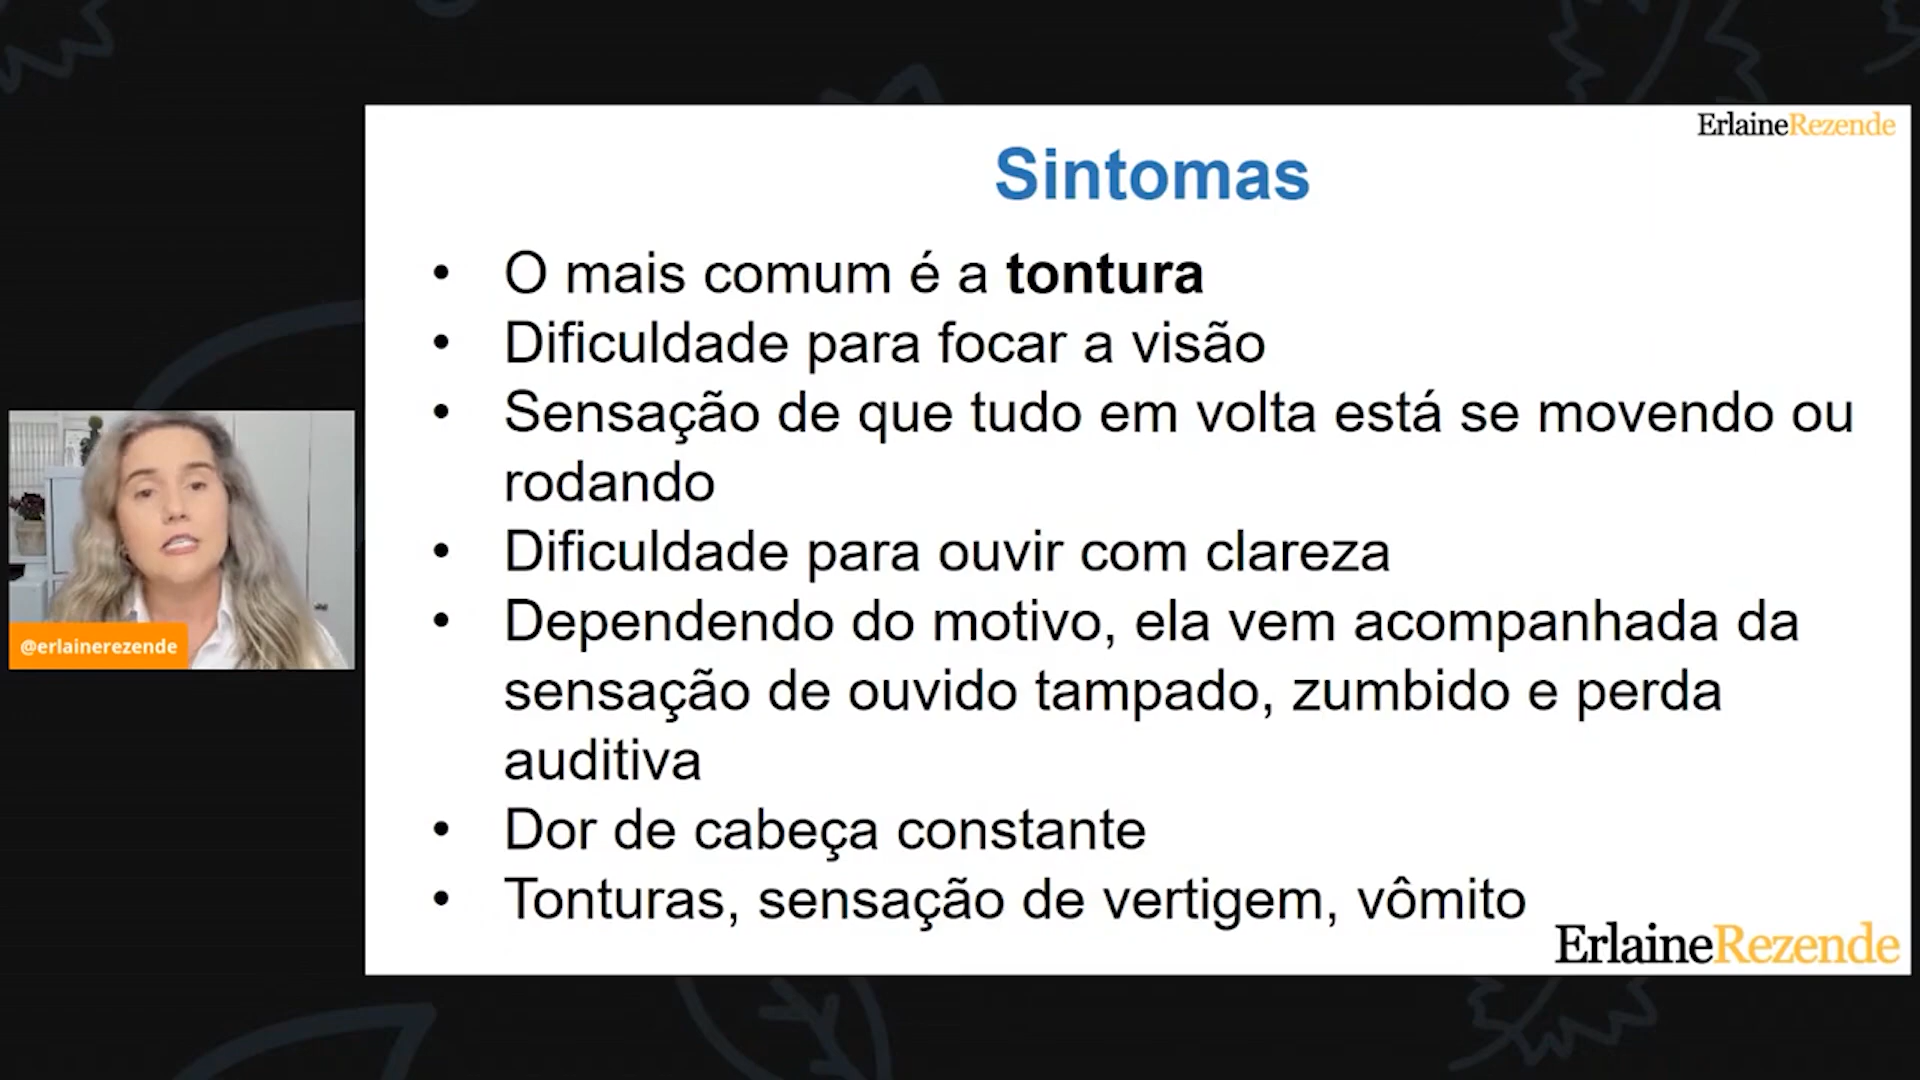 ErlaineRezende
Sintomas
• O mais comum é a tontura
• Dificuldade para focar a visão
• Sensação de que tudo em volta está se movendo ou
rodando
• Dificuldade para ouvir com clareza
• Dependendo do motivo, ela vem acompanhada da
sensação de ouvido tampado, zumbido e perda
auditiva
• Dor de cabeça constante
• Tonturas, sensação de vertigem, vômito
ErlaineRezende
@erlainerezende